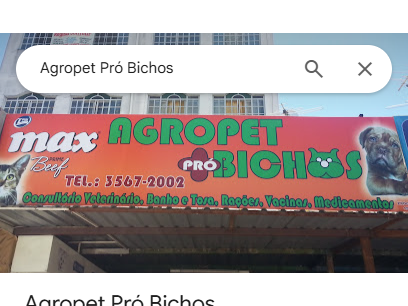 Agropet Pró Bichos
max
PRIME
Beef
AGROPET
PRÓ BICHOS
TEL.: 3567-2002
Consultório Veterinário, Banho e Tosa, Rações, Vacinas, Medicamentos
Agropet Pró Bichos